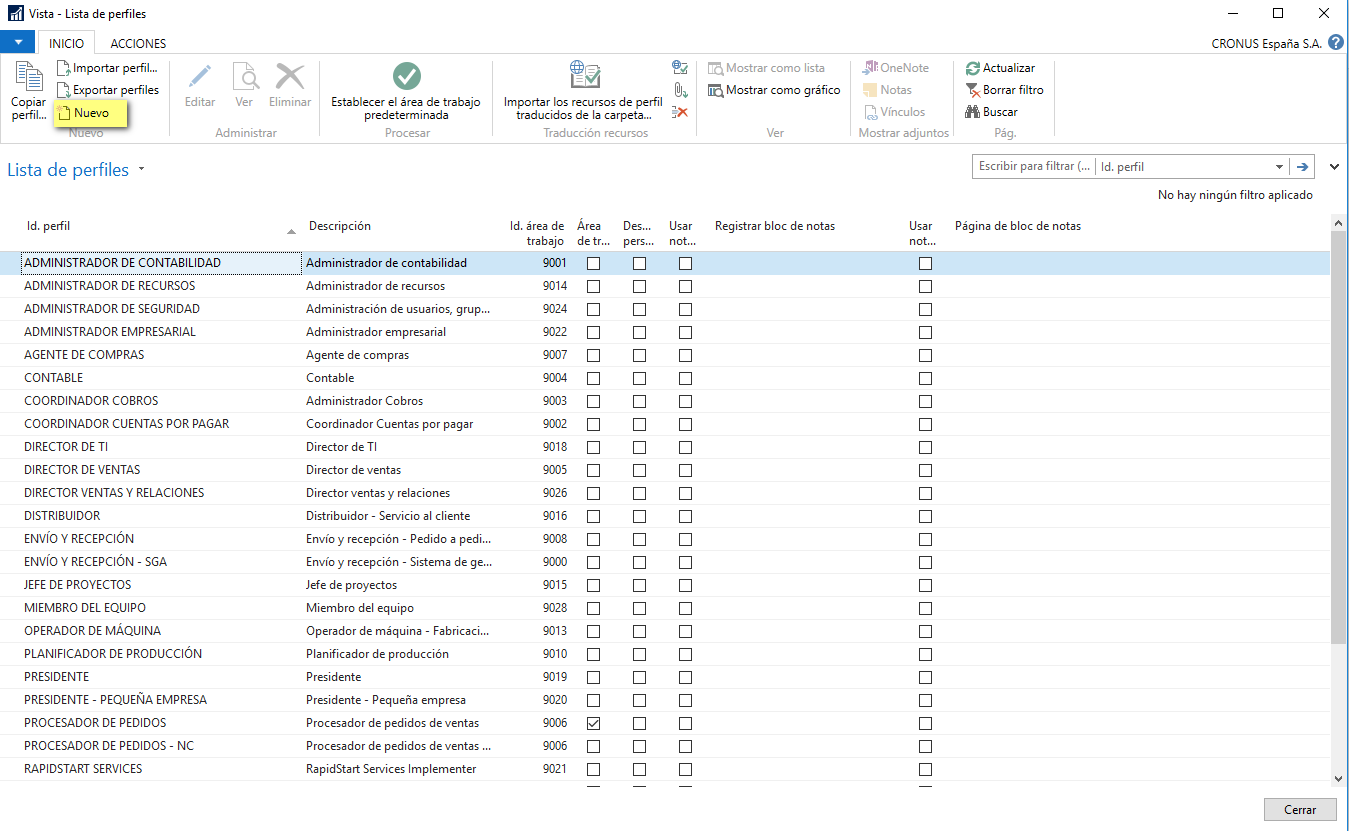 Vista - Lista de perfiles
INICIO ACCIONES CRONUS España S.A.
Copiar perfil...
Importar perfil...
Exportar perfiles
Nuevo
Nuevo
Editar Ver Eliminar
Administrar
Establecer el área de trabajo
predeterminada
Procesar
Importar los recursos de perfil
traducidos de la carpeta...
Traducción recursos
Mostrar como lista
Mostrar como gráfico
Ver
OneNote
Notas
Vínculos
Mostrar adjuntos
Actualizar
Borrar filtro
Buscar
Pág.
Lista de perfiles
Escribir para filtrar (... Id. perfil
No hay ningún filtro aplicado
Id. perfil Descripción Id. área de trabajo Área de tr... Des... pers... Usar not... Registrar bloc de notas Usar not... Página de bloc de notas
ADMINISTRADOR DE CONTABILIDAD Administrador de contabilidad 9001
ADMINISTRADOR DE RECURSOS Administrador de recursos 9014
ADMINISTRADOR DE SEGURIDAD Administración de usuarios, grup... 9024
ADMINISTRADOR EMPRESARIAL Administrador empresarial 9022
AGENTE DE COMPRAS Agente de compras 9007
CONTABLE Contable 9004
COORDINADOR COBROS Administrador Cobros 9003
COORDINADOR CUENTAS POR PAGAR Coordinador Cuentas por pagar 9002
DIRECTOR DE TI Director de TI 9018
DIRECTOR DE VENTAS Director de ventas 9005
DIRECTOR VENTAS Y RELACIONES Director ventas y relaciones 9026
DISTRIBUIDOR Distribuidor - Servicio al cliente 9016
ENVÍO Y RECEPCIÓN Envío y recepción - Pedido a pedi... 9008
ENVÍO Y RECEPCIÓN - SGA Envío y recepción - Sistema de ge... 9000
JEFE DE PROYECTOS Jefe de proyectos 9015
MIEMBRO DEL EQUIPO Miembro del equipo 9028
OPERADOR DE MÁQUINA Operador de máquina - Fabricaci... 9013
PLANIFICADOR DE PRODUCCIÓN Planificador de producción 9010
PRESIDENTE Presidente 9019
PRESIDENTE - PEQUEÑA EMPRESA Presidente - Pequeña empresa 9020
PROCESADOR DE PEDIDOS Procesador de pedidos de ventas 9006
PROCESADOR DE PEDIDOS - NC Procesador de pedidos de ventas ... 9006
RAPIDSTART SERVICES RapidStart Services Implementer 9021
Cerrar